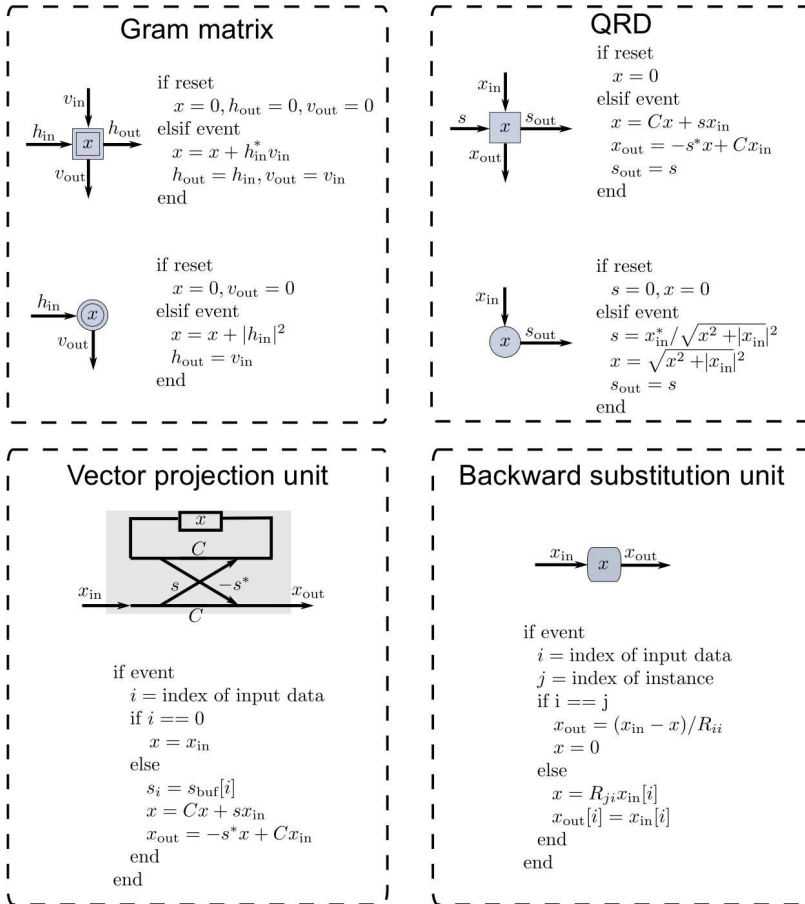 Gram matrix
v_in
h_in
x
h_out
v_out
if reset
x = 0, h_out = 0, v_out = 0
elsif event
x = x + h_in^* v_in
h_out = h_in, v_out = v_in
end
h_in
x
v_out
if reset
x = 0, v_out = 0
elsif event
x = x + |h_in|^2
h_out = v_in
end
QRD
x_in
s
x
s_out
x_out
if reset
x = 0
elsif event
x = Cx + sx_in
x_out = −s^*x + Cx_in
s_out = s
end
x_in
x
s_out
if reset
s = 0, x = 0
elsif event
s = x_in^*/√(x^2 + |x_in|^2
x = √(x^2 + |x_in|^2
s_out = s
end
Vector projection unit
x
C
s
−s^*
x_in
x_out
C
if event
i = index of input data
if i == 0
x = x_in
else
s_i = s_buf[i]
x = Cx + sx_in
x_out = −s^*x + Cx_in
end
end
Backward substitution unit
x_in
x
x_out
if event
i = index of input data
j = index of instance
if i == j
x_out = (x_in − x)/R_ii
x = 0
else
x = R_ji x_in[i]
x_out[i] = x_in[i]
end
end